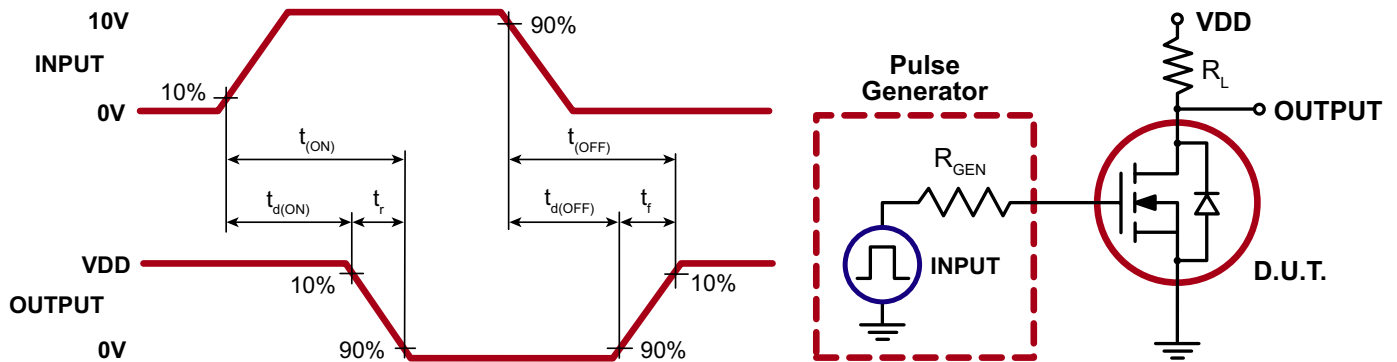 10V
INPUT
0V
10%
90%
t(ON)
t(OFF)
td(ON)
tr
td(OFF)
tf
VDD
OUTPUT
0V
10%
90%
90%
10%
Pulse
Generator
RGEN
INPUT
VDD
RL
OUTPUT
D.U.T.